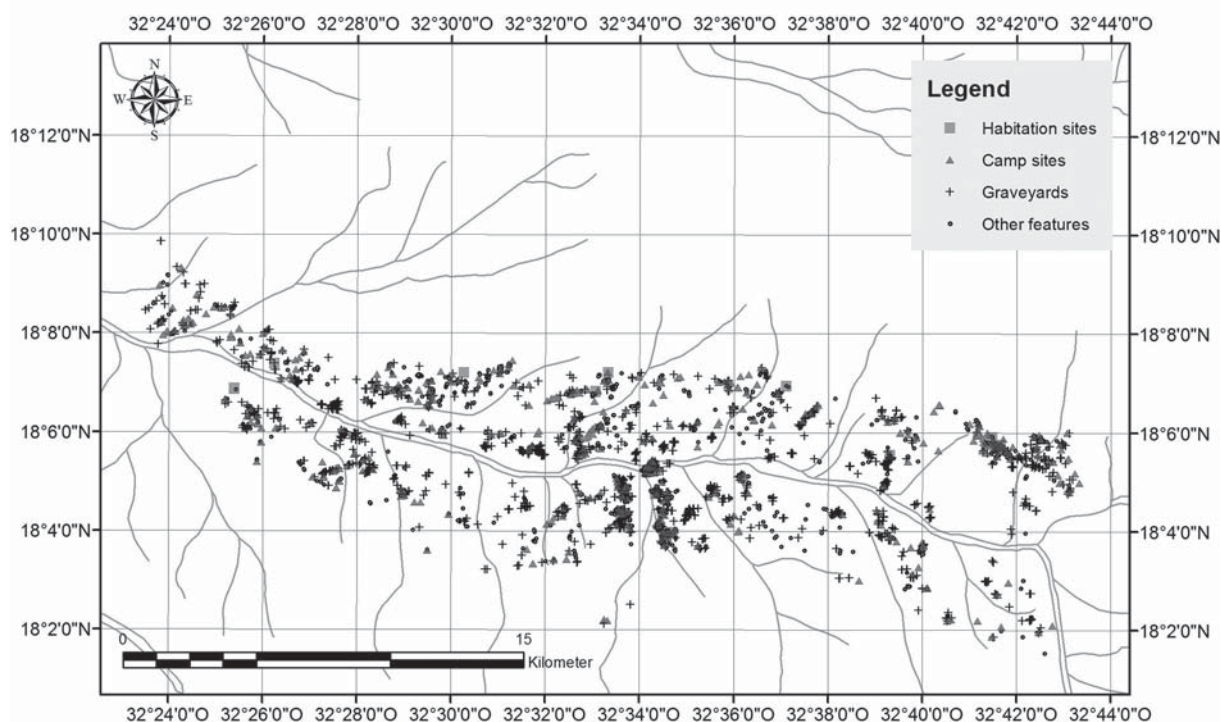 32°24'0"O 32°26'0"O 32°28'0"O 32°30'0"O 32°32'0"O 32°34'0"O 32°36'0"O 32°38'0"O 32°40'0"O 32°42'0"O 32°44'0"O
N
W E
S
Legend
Habitation sites
Camp sites
Graveyards
Other features
18°12'0"N 18°12'0"N
18°10'0"N 18°10'0"N
18°8'0"N 18°8'0"N
18°6'0"N 18°6'0"N
18°4'0"N 18°4'0"N
18°2'0"N 18°2'0"N
0 15
Kilometer
32°24'0"O 32°26'0"O 32°28'0"O 32°30'0"O 32°32'0"O 32°34'0"O 32°36'0"O 32°38'0"O 32°40'0"O 32°42'0"O 32°44'0"O